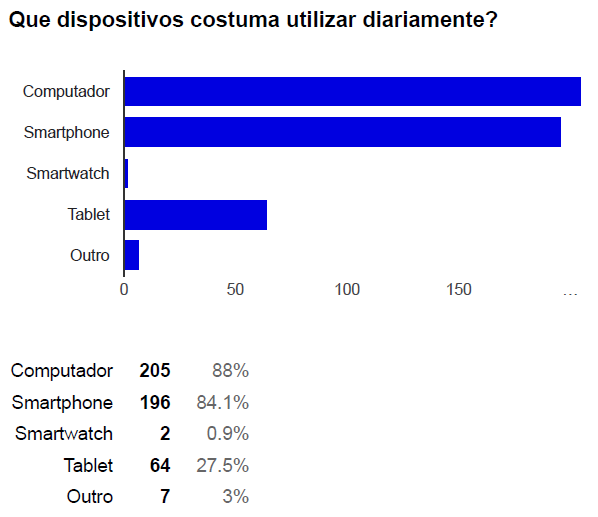 Que dispositivos costuma utilizar diariamente?
Computador
Smartphone
Smartwatch
Tablet
Outro
0 50 100 150 ...
Computador 205 88%
Smartphone 196 84.1%
Smartwatch 2 0.9%
Tablet 64 27.5%
Outro 7 3%